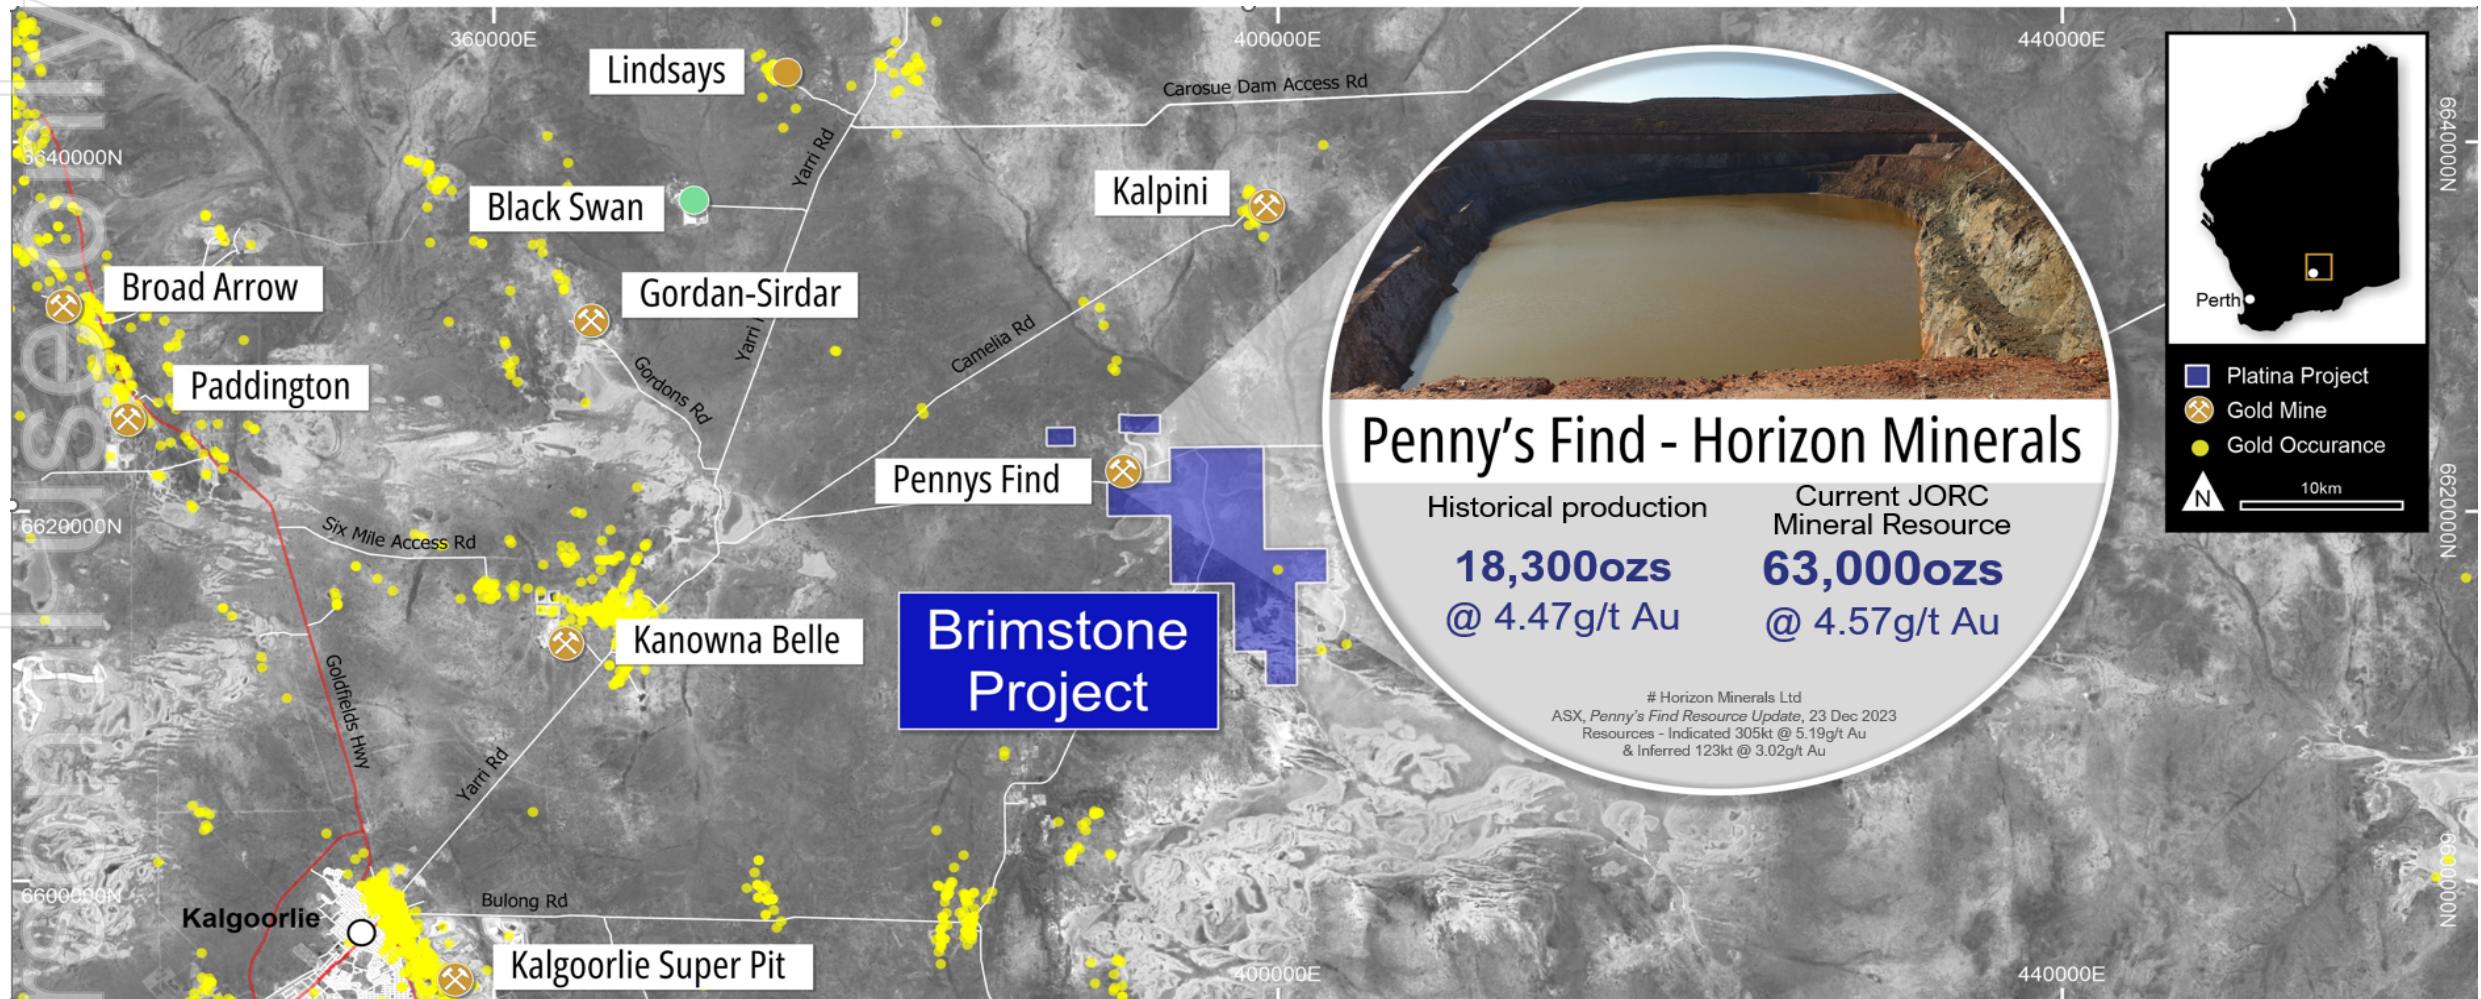 360000E
400000E
440000E
Lindsays
Carosue Dam Access Rd
6640000N
6640000N
Yarri Rd
Black Swan
Kalpini
Broad Arrow
Gordan-Sirdar
Perth
Yarri
Camelia Rd
Paddington
Gordons Rd
Platina Project
Gold Mine
Gold Occurance
N
10km
Penny's Find - Horizon Minerals
Pennys Find
Historical production
Current JORC
Mineral Resource
18,300ozs
63,000ozs
@ 4.47g/t Au
@ 4.57g/t Au
6620000N
6620000N
Six Mile Access Rd
Kanowna Belle
Brimstone
Project
Goldfields Hwy
# Horizon Minerals Ltd
ASX, Penny's Find Resource Update, 23 Dec 2023
Resources - Indicated 305kt @ 5.19g/t Au
& Inferred 123kt @ 3.02g/t Au
Yarri Rd
6600000N
6600000N
Bulong Rd
Kalgoorlie
Kalgoorlie Super Pit
400000E
440000E